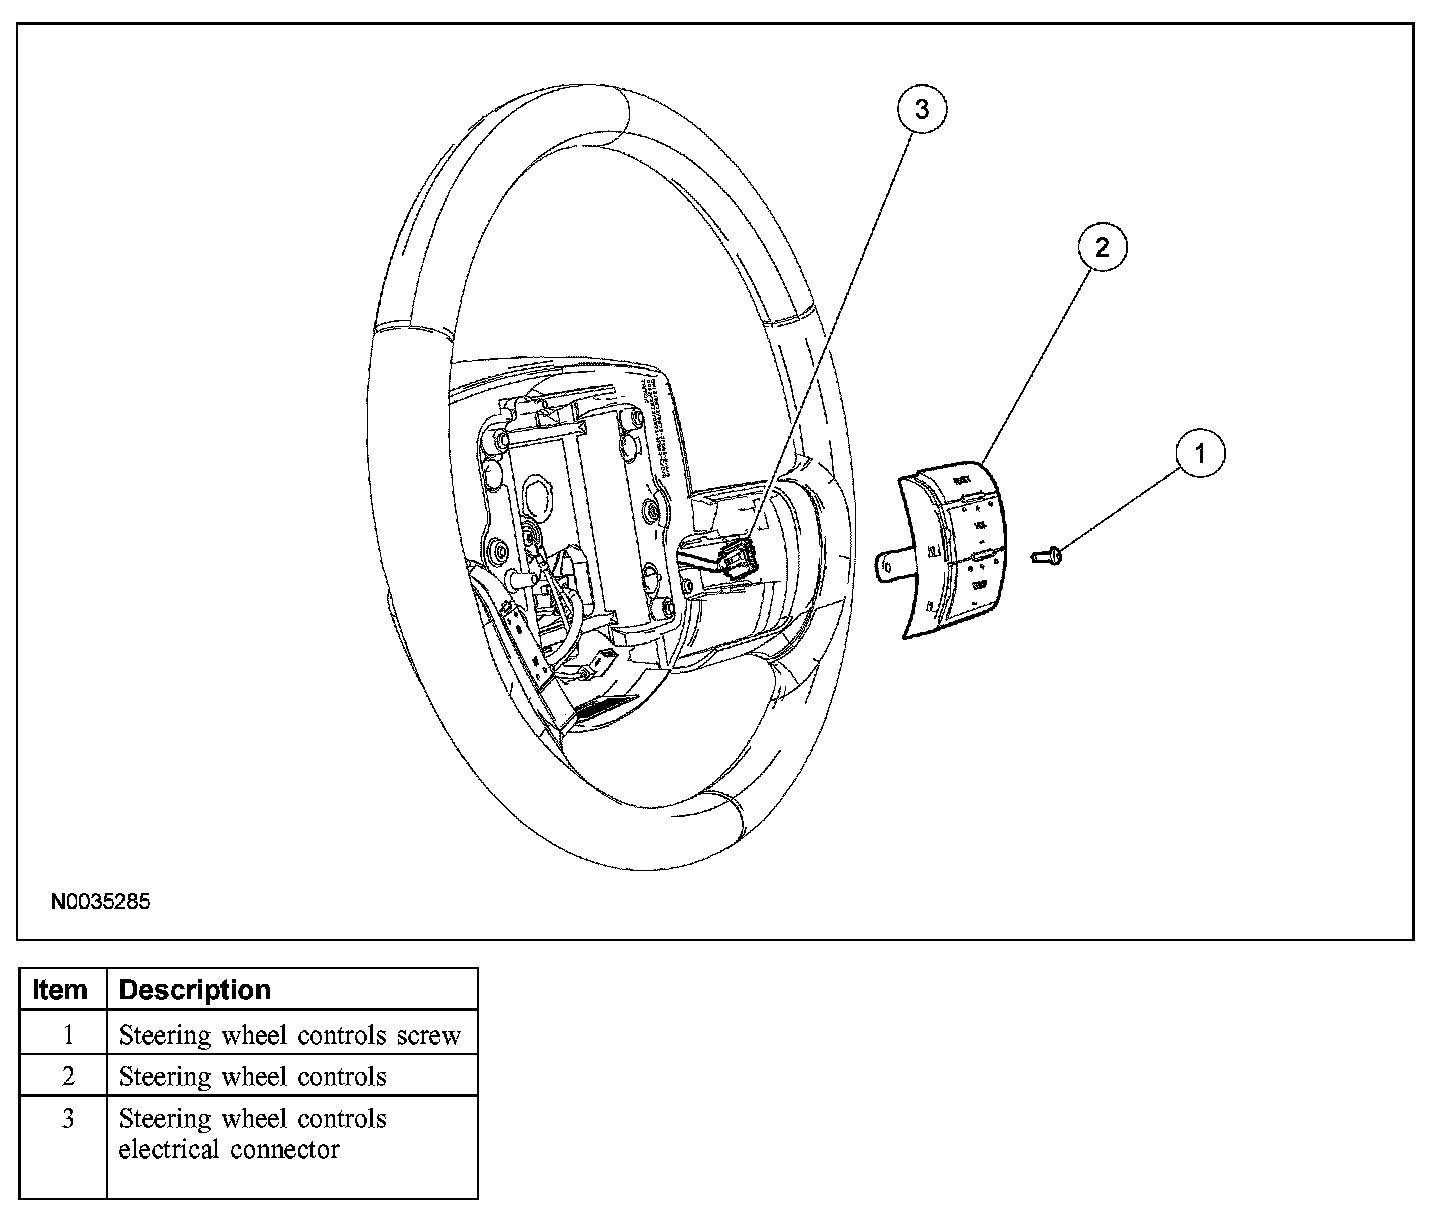 3
2
1
N0035285
Item Description
1 Steering wheel controls screw
2 Steering wheel controls
3 Steering wheel controls
electrical connector